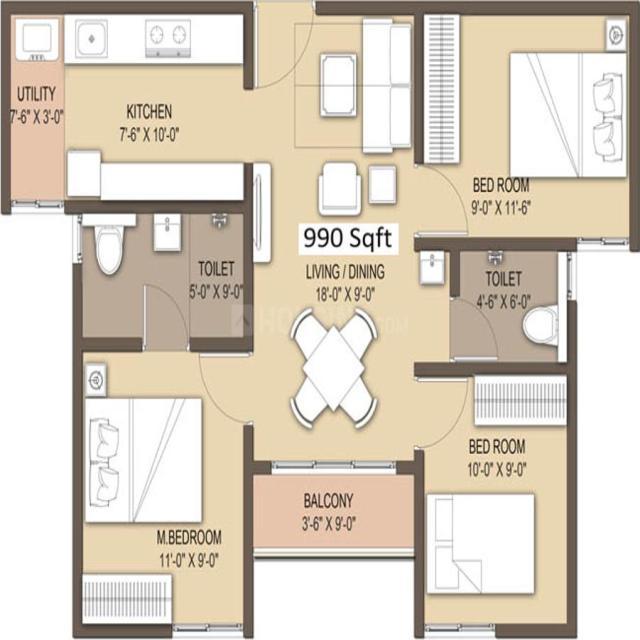 UTILITY
7'-6" X 3'-0"
KITCHEN
7'-6" X 10'-0"
BED ROOM
9'-0" X 11'-6"
990 Sqft
LIVING / DINING
18'-0" X 9'-0"
TOILET
5'-0" X 9'-0"
TOILET
4'-6" X 6'-0"
BED ROOM
10'-0" X 9'-0"
BALCONY
3'-6" X 9'-0"
M.BEDROOM
11'-0" X 9'-0"